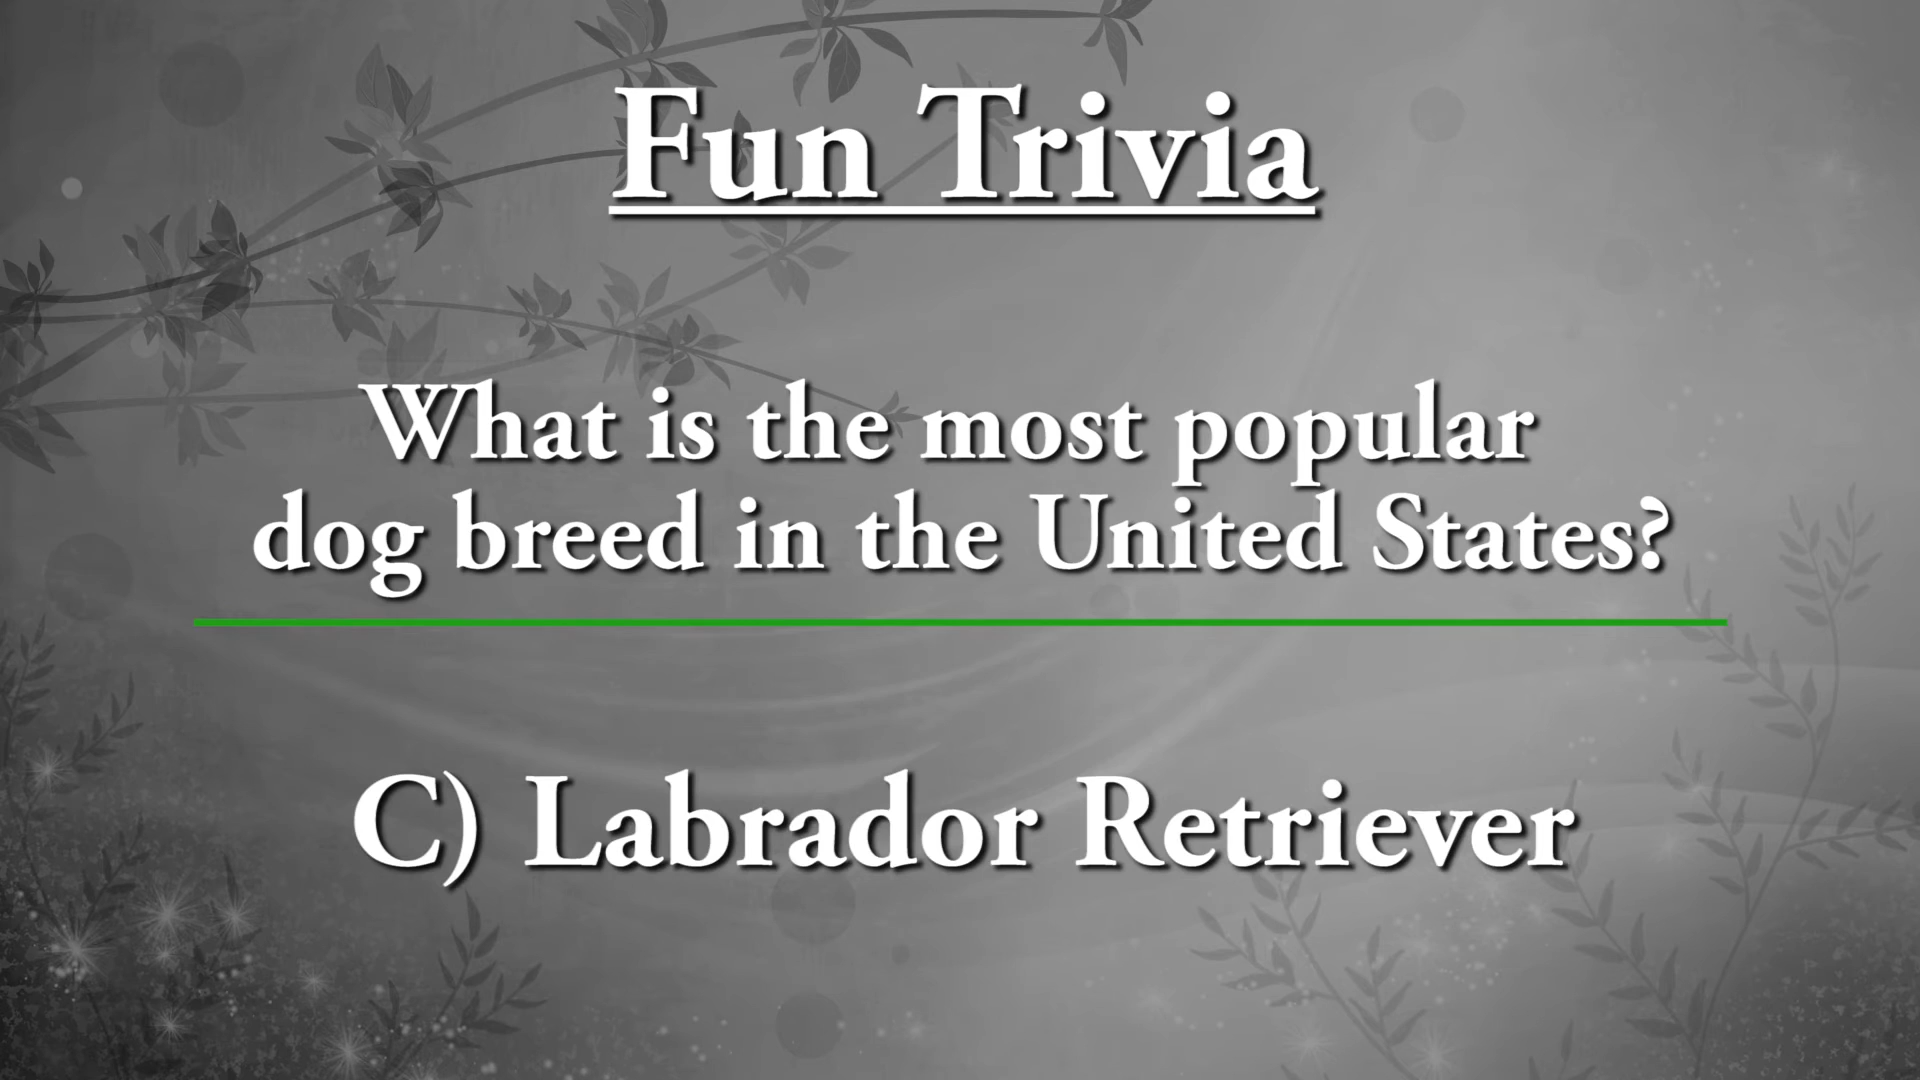 Fun Trivia
What is the most popular
dog breed in the United States?
C) Labrador Retriever